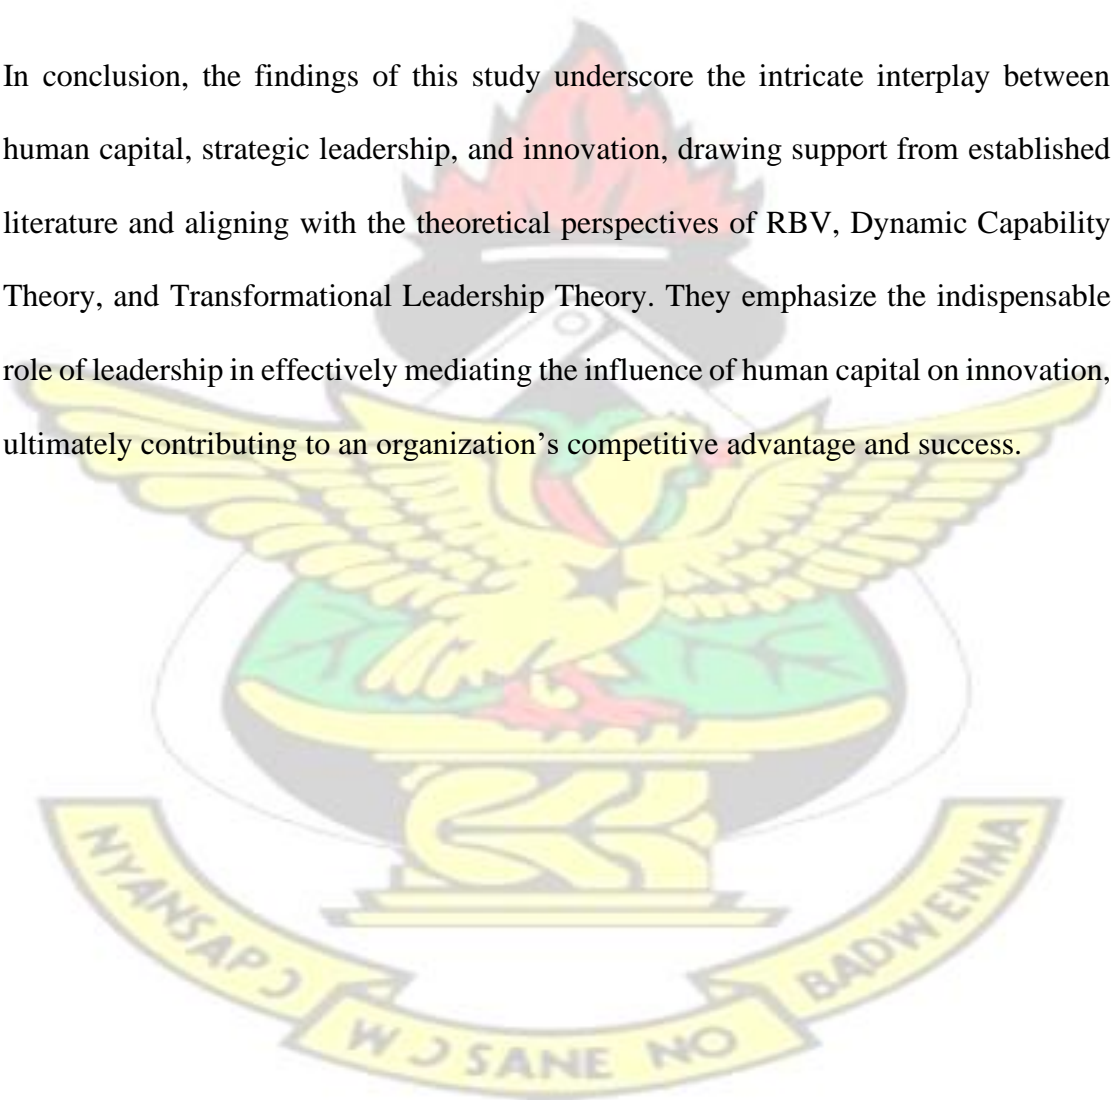 In conclusion, the findings of this study underscore the intricate interplay between
human capital, strategic leadership, and innovation, drawing support from established
literature and aligning with the theoretical perspectives of RBV, Dynamic Capability
Theory, and Transformational Leadership Theory. They emphasize the indispensable
role of leadership in effectively mediating the influence of human capital on innovation,
ultimately contributing to an organization’s competitive advantage and success.
NYANSAPƆ
WƆSANE NO
BADWENMA